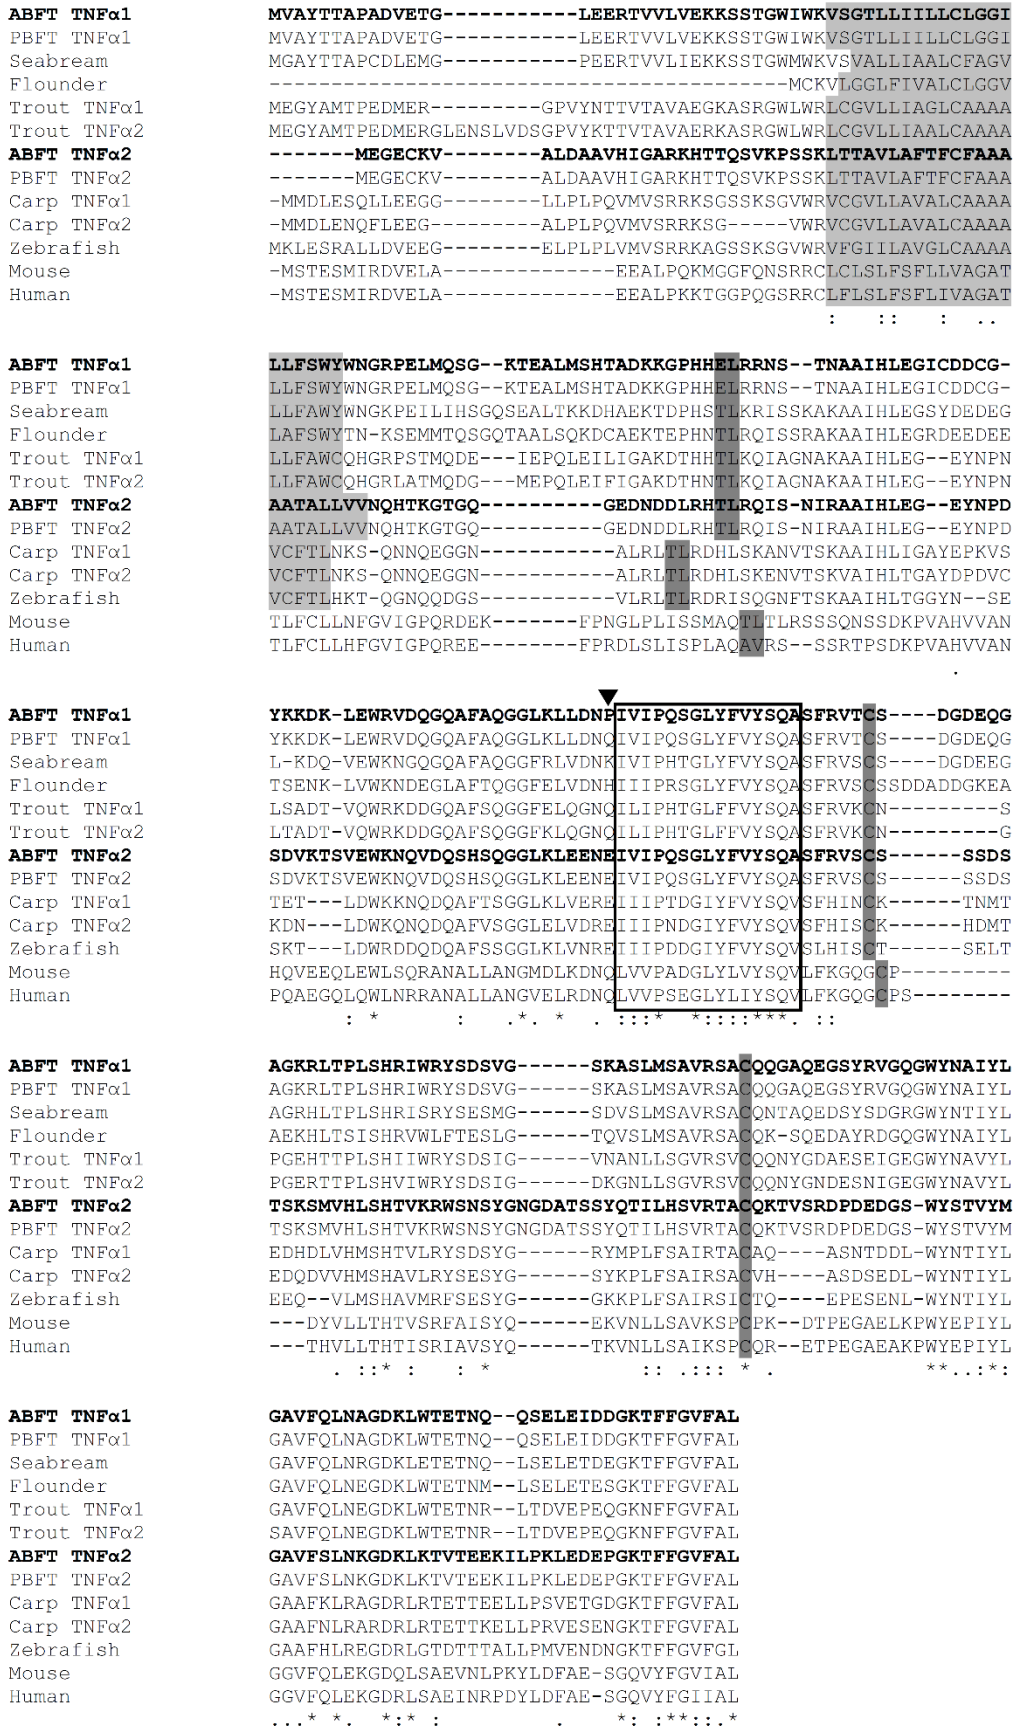 ABFT TNFα1 MVAYTTAPADVETG-----------LEERTVVLVEKKSSTGWIWKVSGTLLIILLCLGGI
PBFT TNFα1 MVAYTTAPADVETG-----------LEERTVVLVEKKSSTGWIWKVSGTLLIILLCLGGI
Seabream MGAYTTAPCDLEMG-----------PEERTVVLIEKKSSTGWMWKVSVALLIAALCFAGV
Flounder ------------------------------------------MCKVLGGLFIVALCLGGV
Trout TNFα1 MEGYAMTPEDMER---------GPVYNTTVTAVAEGKASRGWLWRLCGVLLIAGLCAAAA
Trout TNFα2 MEGYAMTPEDMERGLENSLVDSGPVYKTTVTAVAERKASRGWLWRLCGVLLIAALCAAAA
ABFT TNFα2 -------MEGECKV--------ALDAAVHIGARKHTTQSVKPSSKLTTAVLAFTFCFAAA
PBFT TNFα2 -------MEGECKV--------ALDAAVHIGARKHTTQSVKPSSKLTTAVLAFTFCFAAA
Carp TNFα1 -MMDLESQLLEEGG--------LLPLPQVMVSRRKSGSSKSGVWRVCGVLLAVALCAAAA
Carp TNFα2 -MMDLENQFLEEGG--------ALPLPQVMVSRRKSGS---VWRVCGVLLAVALCAAAA
Zebrafish -MKLESRALLDVEEG-------ELPLPLVMVSRRKAGSSKSGVWRVFGIILAVGLCAAAA
Mouse -MSTESMIRDVELA--------------EEALPQKMGGFQNSRRCLCLSLFSFLLVAGAT
Human -MSTESMIRDVELA--------------EEALPKKTGGPQGSRRCLFLSLFSFLIVAGAT
: :: : ..
ABFT TNFα1 LLFSWYWNGRPELMQSG--KTEALMSHTADKKGPHHELRRNS--TNAAIHLEGICDDCG-
PBFT TNFα1 LLFSWYWNGRPELMQSG--KTEALMSHTADKKGPHHELRRNS--TNAAIHLEGICDDCG-
Seabream LLFAWYWNGKPEILIHSGQSEALTKKDHAEKTDPHSTLKRISSKAKAAIHLEGSYDEDEG
Flounder LAFSWYTN-KSEMMTQSGQTAALSQKDCAEKTEPHNTLRQISSRAKAAIHLEGRDEEDEE
Trout TNFα1 LLFAWCQHGRPSTMQDE--IEPQLEILIGAKDTHHTLKQIAGNAKAAIHLEG--EYNPN
Trout TNFα2 LLFAWCQHGRLATMQDG--MEPQLEIFIGAKDTHNTLKQIAGNAKAAIHLEG--EYNPN
ABFT TNFα2 AATALLVVNQHTKGTGQ--------GEDNDDLRHTLRQIS-NIRAAIHLEG--EYNPD
PBFT TNFα2 AATALLVVNQHTKGTGQ--------GEDNDDLRHTLRQIS-NIRAAIHLEG--EYNPD
Carp TNFα1 VCFTLNKS-QNNQEGGN--------ALRLTLRDHLSKANVTSKAAIHLIGAYEPKVS
Carp TNFα2 VCFTLNKS-QNNQEGGN--------ALRLTLRDHLSKENVTSKVAIHLTGAYDPDVC
Zebrafish VCFTLHKT-QGNQQDGS--------VLRLTLRDRISQGNFTSKAAIHLTGGYN--SE
Mouse TLFCLLNFGVIGPQRDEK------FPNGLPLISSMAQTLTLRSSSQNSSDKPVAHVVAN
Human TLFCLLHFGVIGPQREE-------FPRDLSLISPLAQAVRS--SSRTPSDKPVAHVVAN
.
ABFT TNFα1 YKKDK-LEWRVDQGQAFAQGGLKLLDNPIVIPQSGLYFVYSQASFRVTCS----DGDEQG
PBFT TNFα1 YKKDK-LEWRVDQGQAFAQGGLKLLDNQIVIPQSGLYFVYSQASFRVTCS----DGDEQG
Seabream L-KDQ-VEWKNGQGQAFAQGGFRLVDNKIVIPHTGLYFVYSQASFRVSCS----DGDEEG
Flounder TSENK-LVWKNDEGLAFTQGGFELVDNHIIIPRSGLYFVYSQASFRVSCSSDDADDGKEA
Trout TNFα1 LSADT-VQWRKDDGQAFSQGGFELQGNQILIPHTGLFFVYSQASFRVKCN---------S
Trout TNFα2 LTADT-VQWRKDDGQAFSQGGFKLQGNQILIPHTGLFFVYSQASFRVKCN---------G
ABFT TNFα2 SDVKTSVEWKNQVDQSHSQGGLKLEENEIVIPQSGLYFVYSQASFRVSCS------SSDS
PBFT TNFα2 SDVKTSVEWKNQVDQSHSQGGLKLEENEIVIPQSGLYFVYSQASFRVSCS------SSDS
Carp TNFα1 TET---LDWKKNQDQAFTSGGLKLVEREIIIPTDGIYFVYSQVSFHINCK------TNMT
Carp TNFα2 KDN---LDWKQNQDQAFVSGGLELVDREIIIPNDGIYFVYSQVSFHISCK------HDMT
Zebrafish SKT---LDWRDDQDQAFSSGGLKLVNREIIIPDDGIYFVYSQVSLHISCT------SELT
Mouse HQVEEQLEWLSQRANALLANGMDLKDNQLVVPADGLYLVYSQVLFKGQGCP---------
Human PQAEGQLQWLNRRANALLANGVELRDNQLVVPSEGLYLIYSQVLFKGQGCPS--------
: * : .*. * . :::* *::::***. ::
ABFT TNFα1 AGKRLTPLSHRIWRYSDSVG------SKASLMSAVRSACQQGAQEGSYRVGQGWYNAIYL
PBFT TNFα1 AGKRLTPLSHRIWRYSDSVG------SKASLMSAVRSACQQGAQEGSYRVGQGWYNAIYL
Seabream AGRHLTPLSHRISRYSESMG------SDVSLMSAVRSACQNTAQEDSYSDGRGWYNTIYL
Flounder AEKHLTSISHRVWLFTESLG------TQVSLMSAVRSACQK-SQEDAYRDGQGWYNAIYL
Trout TNFα1 PGEHTTPLSHIIWRYSDSIG------VNANLLSGVRSVCQQNYGDAESEIGEGWYNAVYL
Trout TNFα2 PGERTTPLSHVIWRYSDSIG------DKGNLLSGVRSVCQQNYGNDESNIGEGWYNAVYL
ABFT TNFα2 TSKSMVHLSHTVKRWSNSYGNGDATSSYQTILHSVRTACQKTVSRDPDEDGS-WYSTVYM
PBFT TNFα2 TSKSMVHLSHTVKRWSNSYGNGDATSSYQTILHSVRTACQKTVSRDPDEDGS-WYSTVYM
Carp TNFα1 EDHDLVHMSHTVLRYSDSYG------RYMPLFSAIRTACAQ----ASNTDDL-WYNTIYL
Carp TNFα2 EDQDVVHMSHAVLRYSESYG------SYKPLFSAIRSACVH----ASDSEDL-WYNTIYL
Zebrafish EEQ--VLMSHAVMRFSESYG------GKKPLFSAIRSICTQ----EPESENL-WYNTIYL
Mouse ---DYVLLTHTVSRFAISYQ------EKVNLLSAVKSPCPK--DTPEGAELKPWYEPIYL
Human ---THVLLTHTISRIAVSYQ------TKVNLLSAIKSPCQR--ETPEGAEAKPWYEPIYL
. ::* : * :: .::: * . **..:*:
ABFT TNFα1 GAVFQLNAGDKLWTETNQ--QSELEIDDGKTFFGVFAL
PBFT TNFα1 GAVFQLNAGDKLWTETNQ--QSELEIDDGKTFFGVFAL
Seabream GAVFQLNRGDKLETETNQ--LSELETDEGKTFFGVFAL
Flounder GAVFQLNEGDKLWTETNM--LSELETESGKTFFGVFAL
Trout TNFα1 GAVFQLNEGDKLWTETNR--LTDVEPEQGKNFFGVFAL
Trout TNFα2 SAVFQLNEGDKLWTETNR--LTDVEPEQGKTFFGVFAL
ABFT TNFα2 GAVFSLNKGDKLKTVTEEKILPKLEDEPGKTFFGVFAL
PBFT TNFα2 GAVFSLNKGDKLKTVTEEKILPKLEDEPGKTFFGVFAL
Carp TNFα1 GAAFKLRAGDRLRTETTEELLPSVETGDGKTFFGVFAL
Carp TNFα2 GAAFNLRARDRLRTETTKELLPRVESENGKTFFGVFAL
Zebrafish GAAFHLREGDRLGTDTTTALLPMVENDNGKTFFGVFGL
Mouse GGVFQLEKGDQLSAEVNLPKYLDFAE-SGQVYFGVIAL
Human GGVFQLEKGDRLSAEINRPDYLDFAE-SGQVYFGIIAL
...* *. *:* : . *: :**::.*